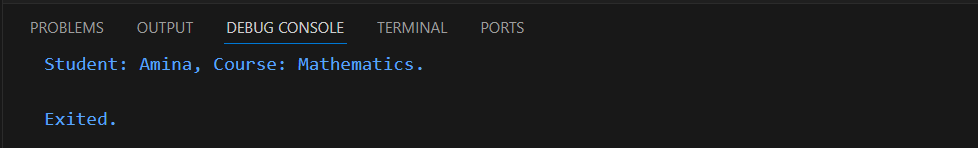 PROBLEMS OUTPUT DEBUG CONSOLE TERMINAL PORTS
Student: Amina, Course: Mathematics.
Exited.